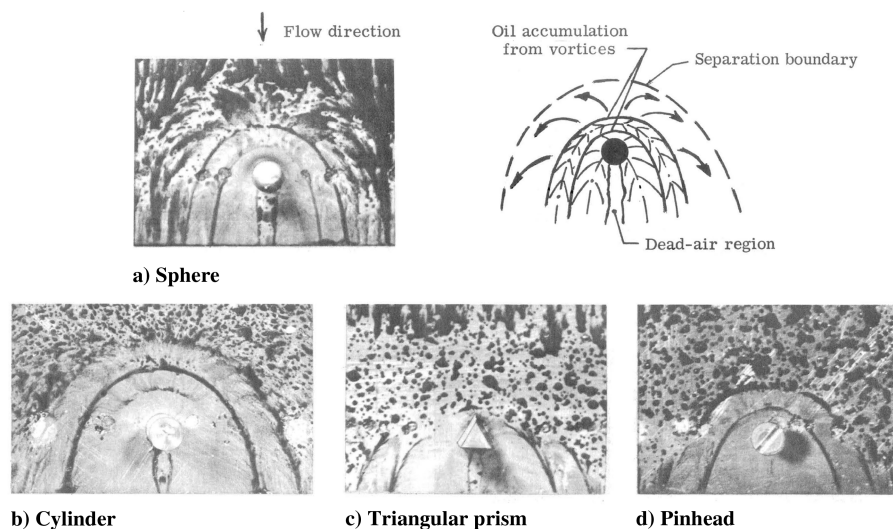 Flow direction
Oil accumulation
from vortices
Separation boundary
Dead-air region
a) Sphere
b) Cylinder
c) Triangular prism
d) Pinhead